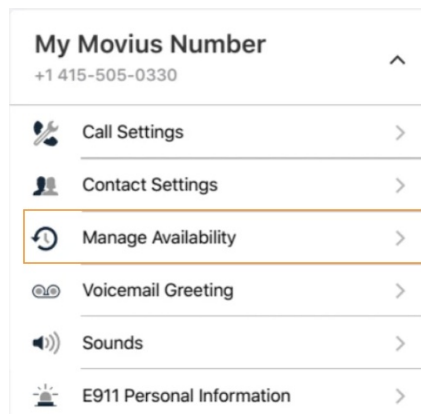 My Movius Number
+1 415-505-0330
Call Settings
Contact Settings
Manage Availability
Voicemail Greeting
Sounds
E911 Personal Information